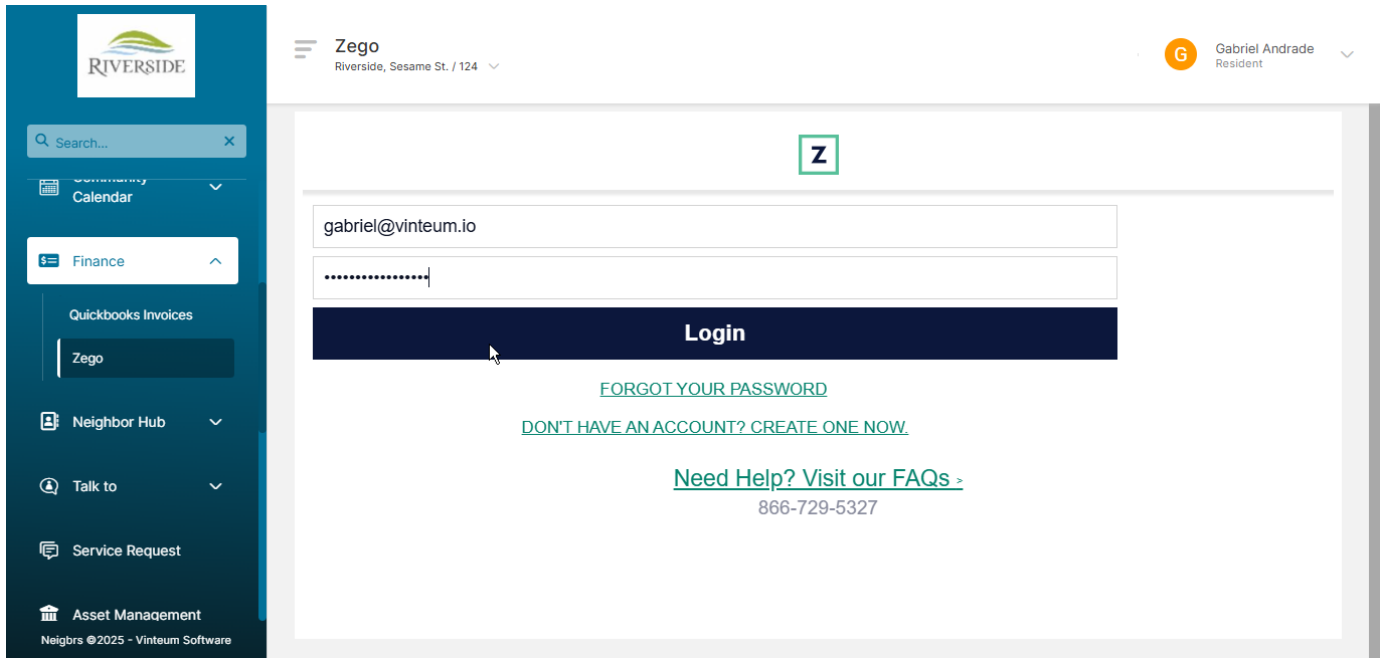 RIVERSIDE
Search...
Community
Calendar
Finance
Quickbooks Invoices
Zego
Neighbor Hub
Talk to
Service Request
Asset Management
Neigbrs ©2025 - Vinteum Software
Zego
Riverside, Sesame St. / 124
G
Gabriel Andrade
Resident
Z
gabriel@vinteum.io
•••••••••••••••••
Login
FORGOT YOUR PASSWORD
DON'T HAVE AN ACCOUNT? CREATE ONE NOW.
Need Help? Visit our FAQs >
866-729-5327